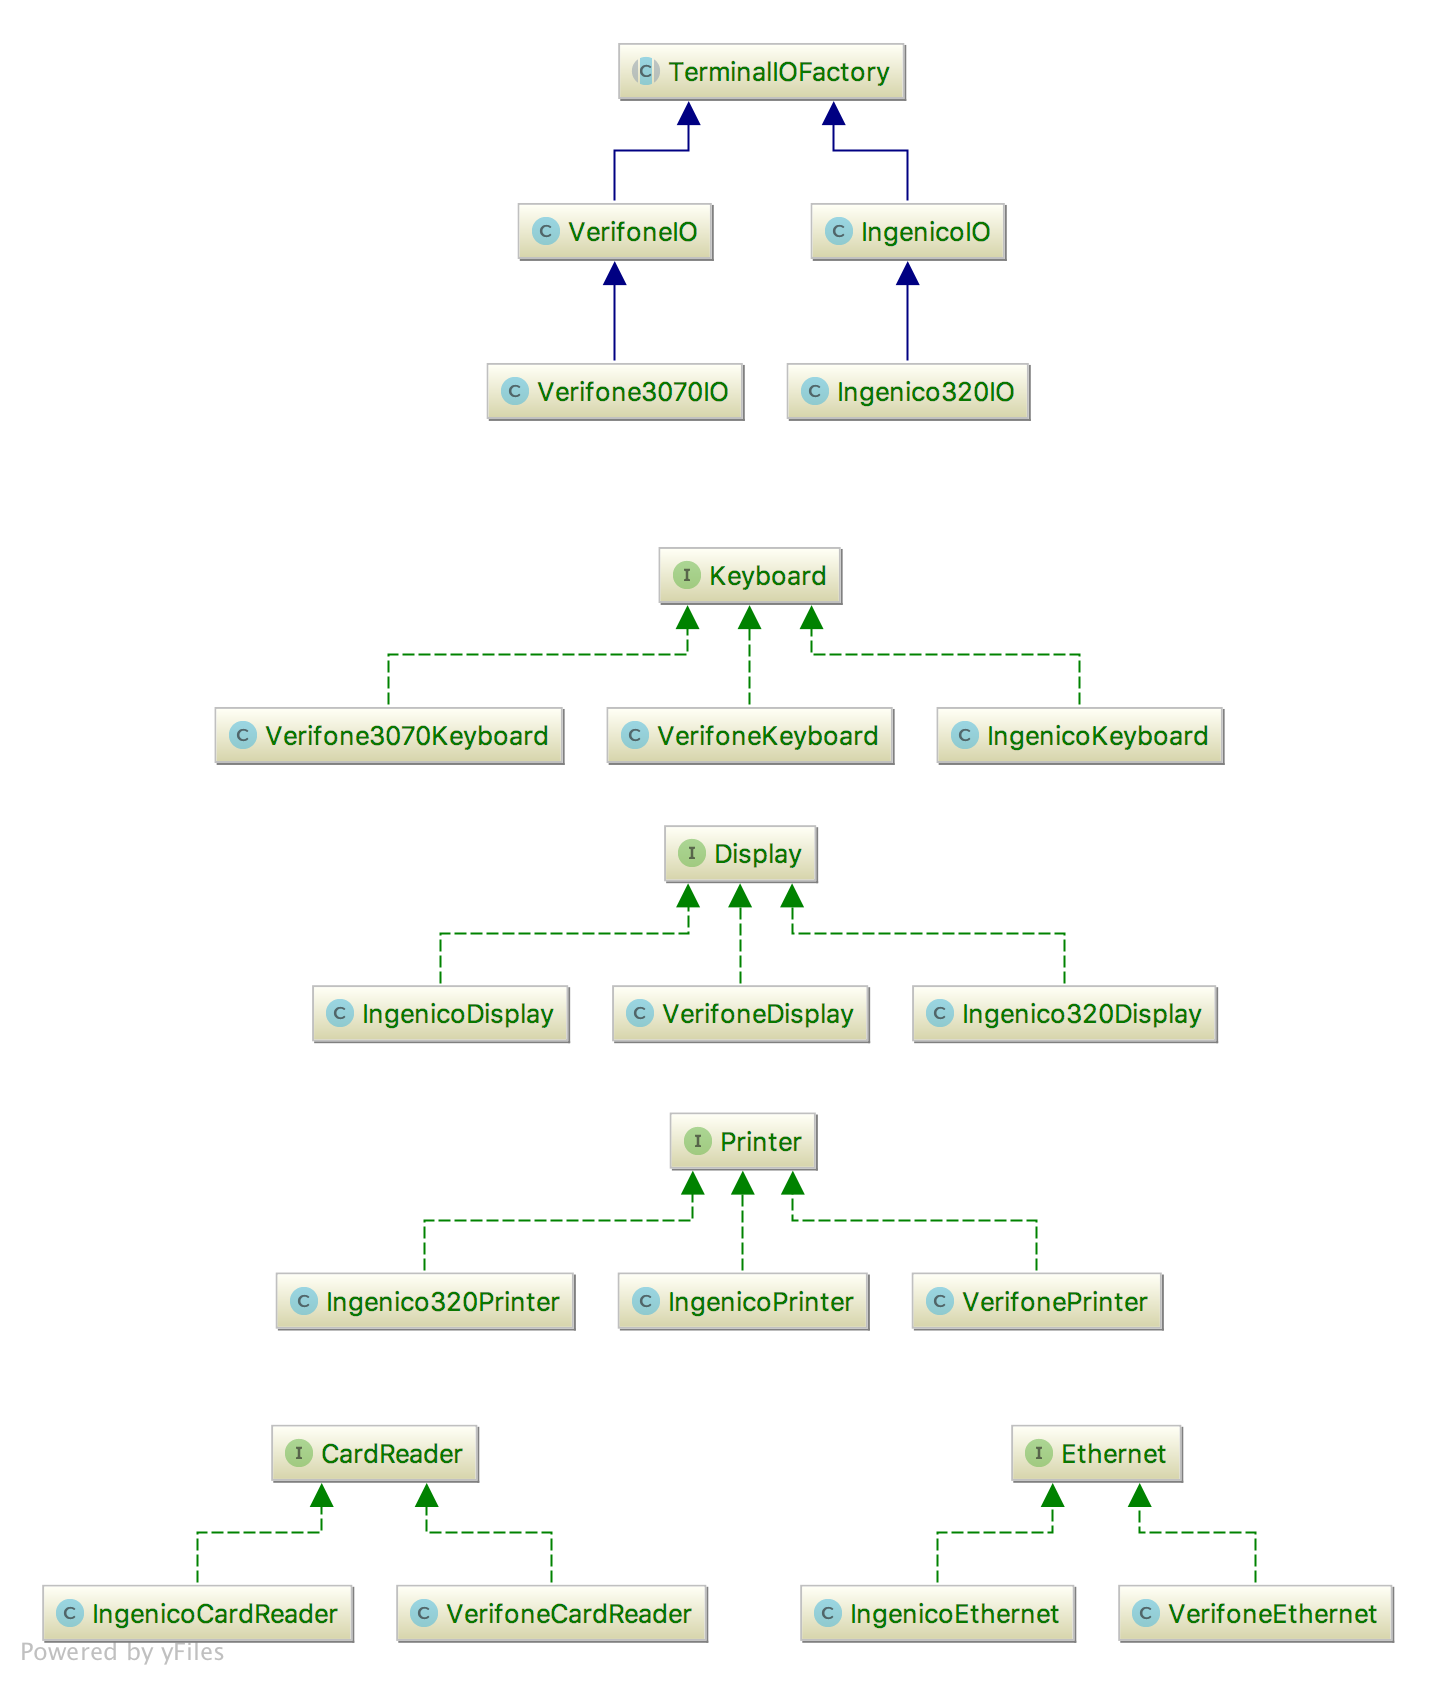 C TerminalIOFactory
C VerifoneIO
C IngenicoIO
C Verifone3070IO
C Ingenico320IO
I Keyboard
C Verifone3070Keyboard
C VerifoneKeyboard
C IngenicoKeyboard
I Display
C IngenicoDisplay
C VerifoneDisplay
C Ingenico320Display
I Printer
C Ingenico320Printer
C IngenicoPrinter
C VerifonePrinter
I CardReader
I Ethernet
C IngenicoCardReader
C VerifoneCardReader
C IngenicoEthernet
C VerifoneEthernet
Powered by yFiles